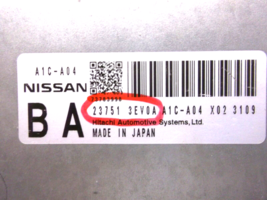 A1C-A04
NISSAN
BA
23751 3EV0A A1C-A04 X02 3109
Hitachi Automotive Systems, Ltd.
MADE IN JAPAN